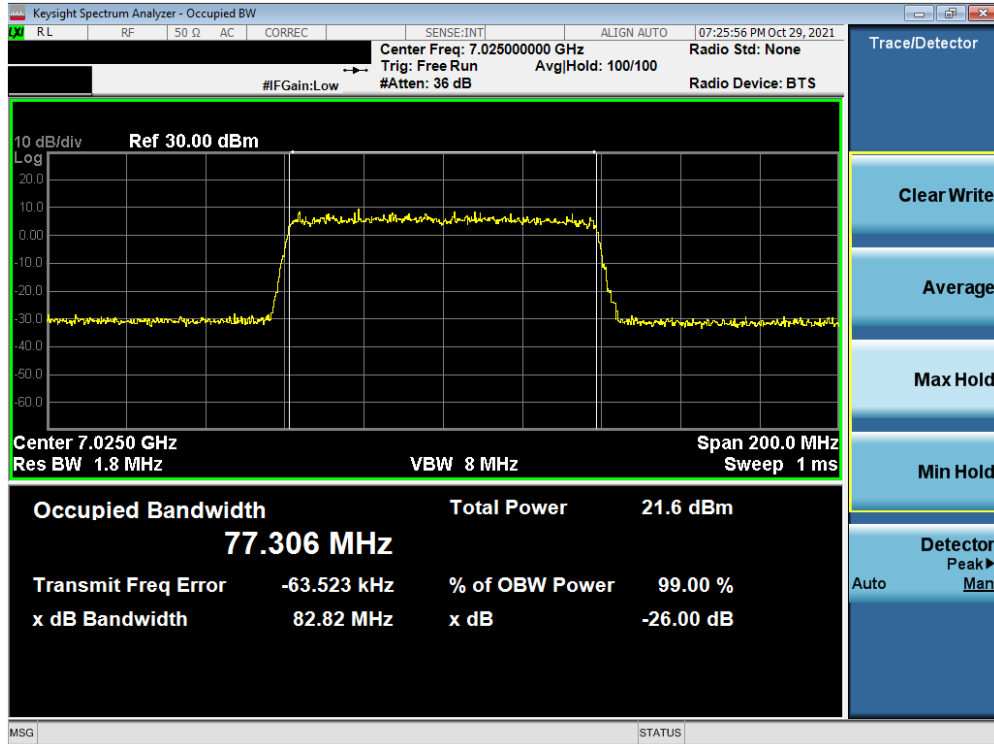 Keysight Spectrum Analyzer - Occupied BW
LXI RL RF 50 Ω AC CORREC SENSE:INT ALIGN AUTO 07:25:56 PM Oct 29, 2021
Center Freq: 7.025000000 GHz Radio Std: None
Trig: Free Run Avg|Hold: 100/100
#IFGain:Low #Atten: 36 dB Radio Device: BTS
Trace/Detector
10 dB/div Ref 30.00 dBm
Log
20.0
10.0
0.00
-10.0
-20.0
-30.0
-40.0
-50.0
-60.0
Center 7.0250 GHz Span 200.0 MHz
Res BW 1.8 MHz VBW 8 MHz Sweep 1 ms
Occupied Bandwidth Total Power 21.6 dBm
77.306 MHz
Transmit Freq Error -63.523 kHz % of OBW Power 99.00 %
x dB Bandwidth 82.82 MHz x dB -26.00 dB
Clear Write
Average
Max Hold
Min Hold
Detector
Peak▶
Auto Man
MSG STATUS